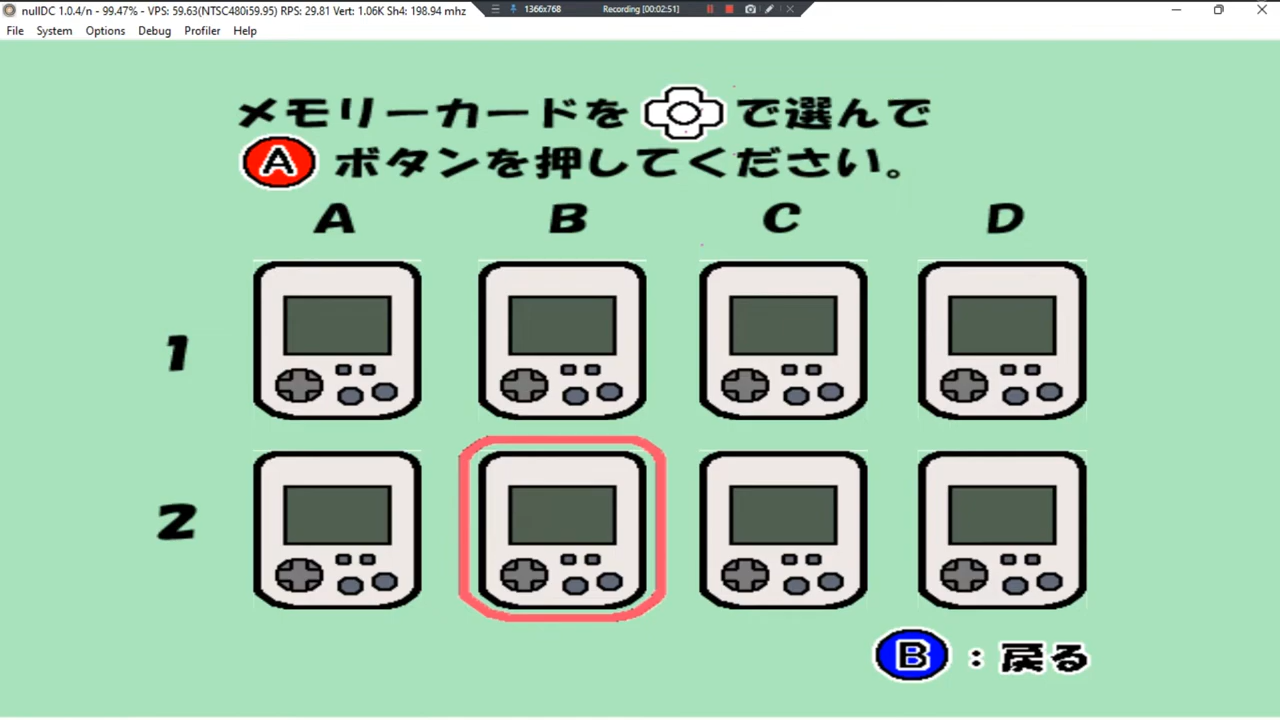 nullDC 1.0.4/n - 99.47% - VPS: 59.63(NTSC480i59.95) RPS: 29.81 Vert: 1.06K Sh4: 198.94 mhz
1366x768
Recording [00:02:51]
File System Options Debug Profiler Help
メモリーカードを で選んで
A ボタンを押してください。
A B C D
1
2
B : 戻る